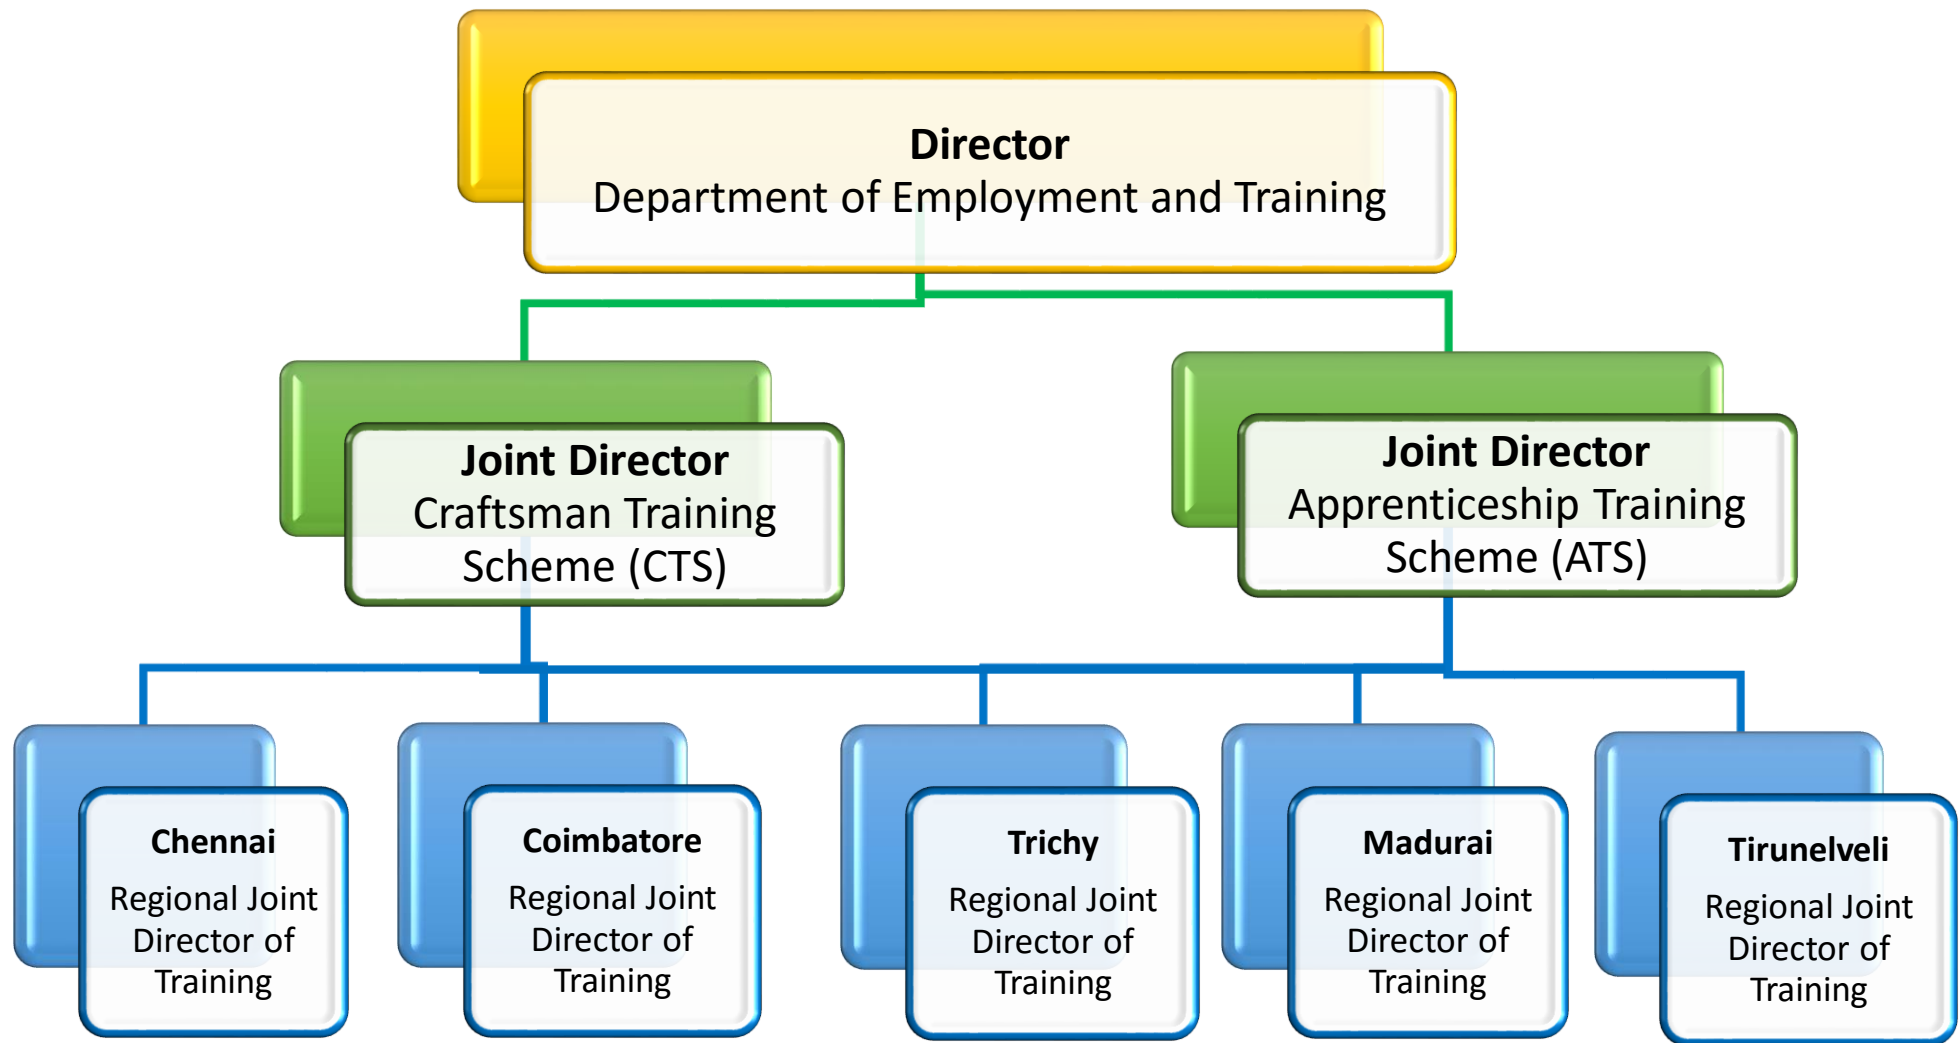 Director
Department of Employment and Training
Joint Director
Craftsman Training
Scheme (CTS)
Joint Director
Apprenticeship Training
Scheme (ATS)
Chennai
Regional Joint
Director of
Training
Coimbatore
Regional Joint
Director of
Training
Trichy
Regional Joint
Director of
Training
Madurai
Regional Joint
Director of
Training
Tirunelveli
Regional Joint
Director of
Training